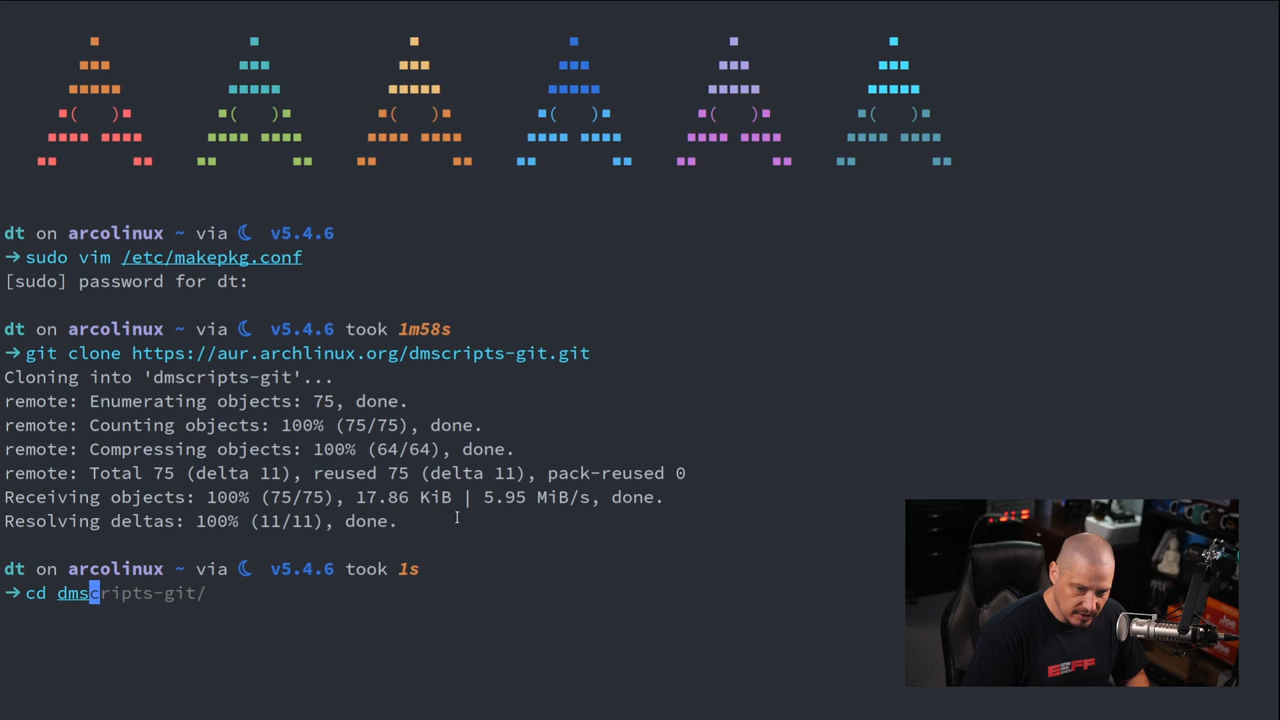 dt on arcolinux ~ via ☾ v5.4.6
→ sudo vim /etc/makepkg.conf
[sudo] password for dt:
dt on arcolinux ~ via ☾ v5.4.6 took 1m58s
→ git clone https://aur.archlinux.org/dmscripts-git.git
Cloning into 'dmscripts-git'...
remote: Enumerating objects: 75, done.
remote: Counting objects: 100% (75/75), done.
remote: Compressing objects: 100% (64/64), done.
remote: Total 75 (delta 11), reused 75 (delta 11), pack-reused 0
Receiving objects: 100% (75/75), 17.86 KiB | 5.95 MiB/s, done.
Resolving deltas: 100% (11/11), done.
dt on arcolinux ~ via ☾ v5.4.6 took 1s
→ cd dmscripts-git/
EFF
Joe